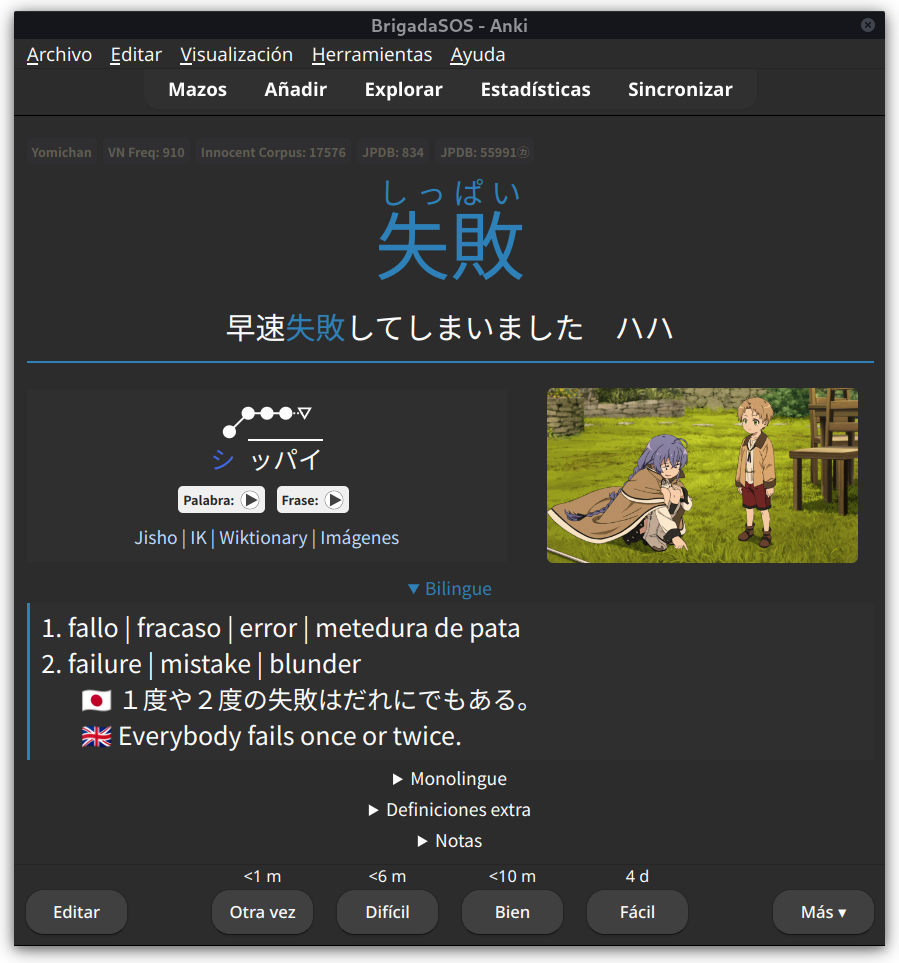 BrigadaSOS - Anki
Archivo Editar Visualización Herramientas Ayuda
Mazos Añadir Explorar Estadísticas Sincronizar
Yomichan VN Freq: 910 Innocent Corpus: 17576 JPDB: 834 JPDB: 55991㋕
しっぱい
失敗
早速失敗してしまいました　ハハ
シッパイ
Palabra: Frase:
Jisho | IK | Wiktionary | Imágenes
▼ Bilingue
1. fallo | fracaso | error | metedura de pata
2. failure | mistake | blunder
🇯🇵 １度や２度の失敗はだれにでもある。
🇬🇧 Everybody fails once or twice.
▶ Monolingue
▶ Definiciones extra
▶ Notas
<1 m <6 m <10 m 4 d
Editar Otra vez Difícil Bien Fácil Más ▾